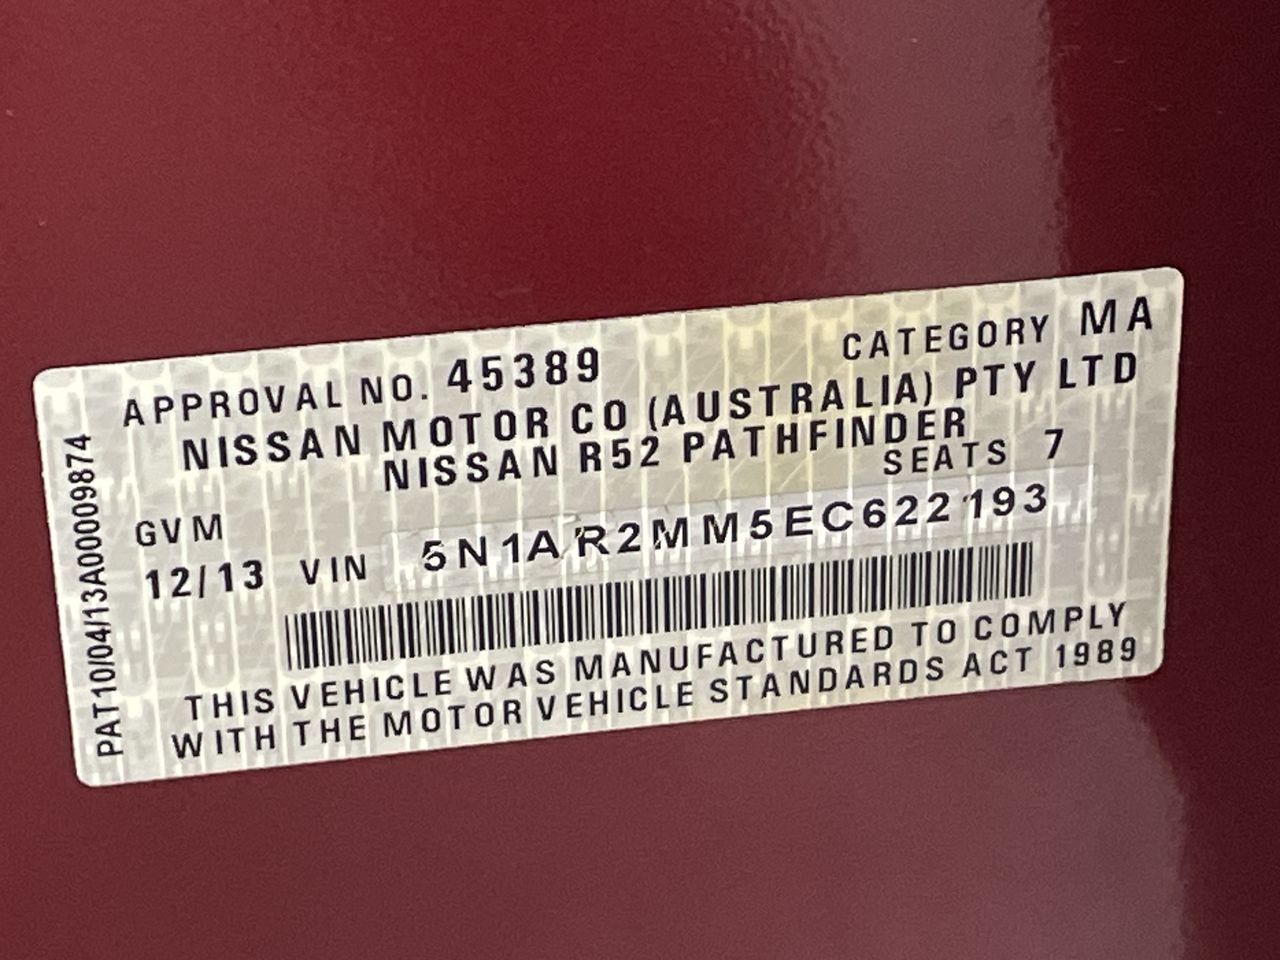 APPROVAL NO. 45389 CATEGORY MA
NISSAN MOTOR CO (AUSTRALIA) PTY LTD
NISSAN R52 PATHFINDER
SEATS 7
GVM
12/13 VIN 5N1AR2MM5EC622193
THIS VEHICLE WAS MANUFACTURED TO COMPLY
WITH THE MOTOR VEHICLE STANDARDS ACT 1989
PAT10/04/13A00009874